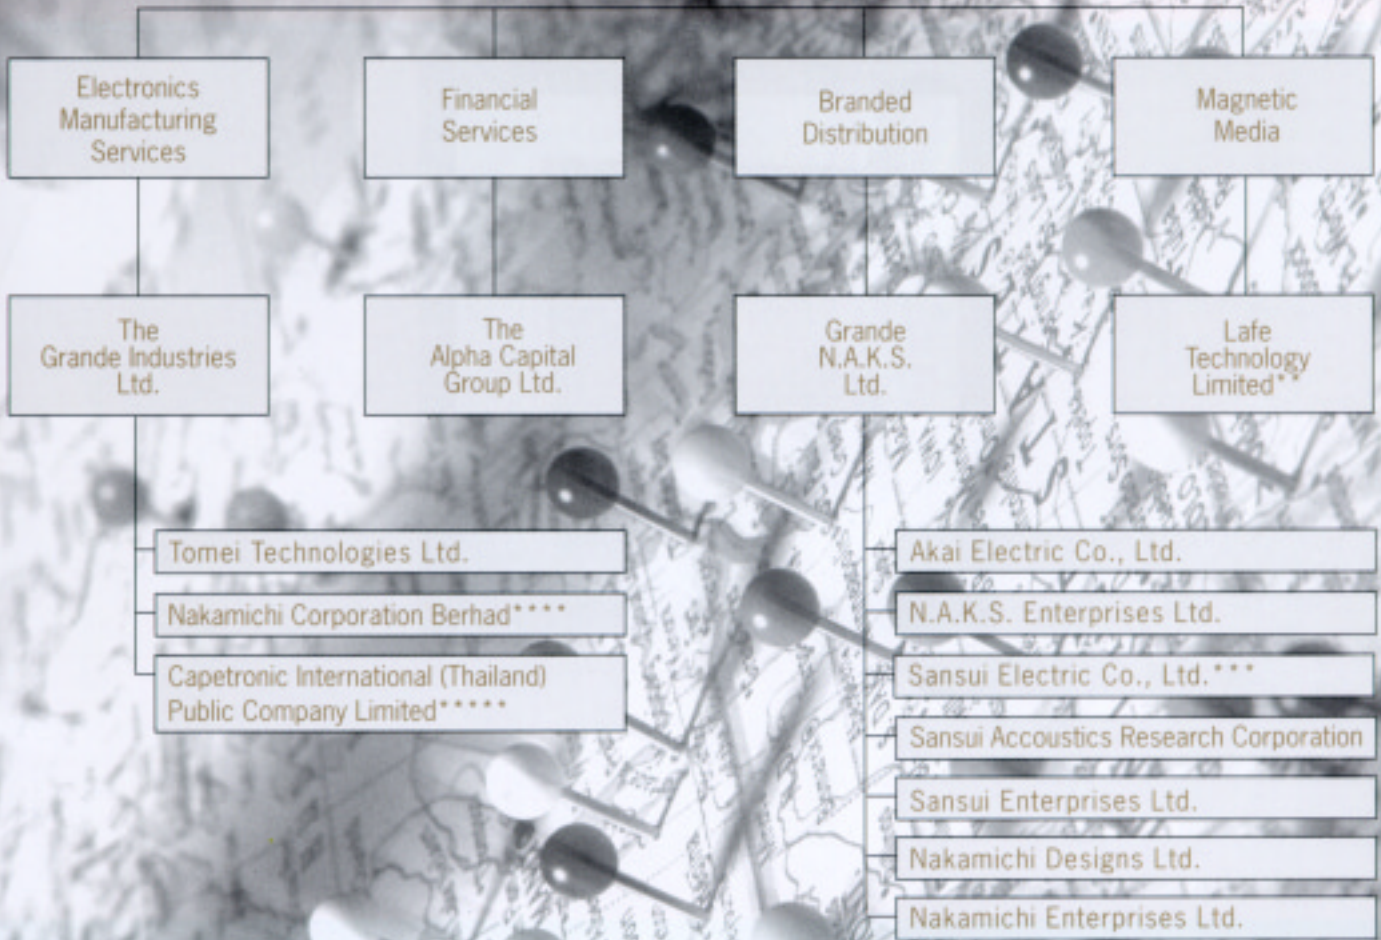 Electronics
Manufacturing
Services
Financial
Services
Branded
Distribution
Magnetic
Media
The
Grande Industries
Ltd.
The
Alpha Capital
Group Ltd.
Grande
N.A.K.S.
Ltd.
Lafe
Technology
Limited**
Tomei Technologies Ltd.
Nakamichi Corporation Berhad****
Capetronic International (Thailand)
Public Company Limited*****
Akai Electric Co., Ltd.
N.A.K.S. Enterprises Ltd.
Sansui Electric Co., Ltd.***
Sansui Accoustics Research Corporation
Sansui Enterprises Ltd.
Nakamichi Designs Ltd.
Nakamichi Enterprises Ltd.